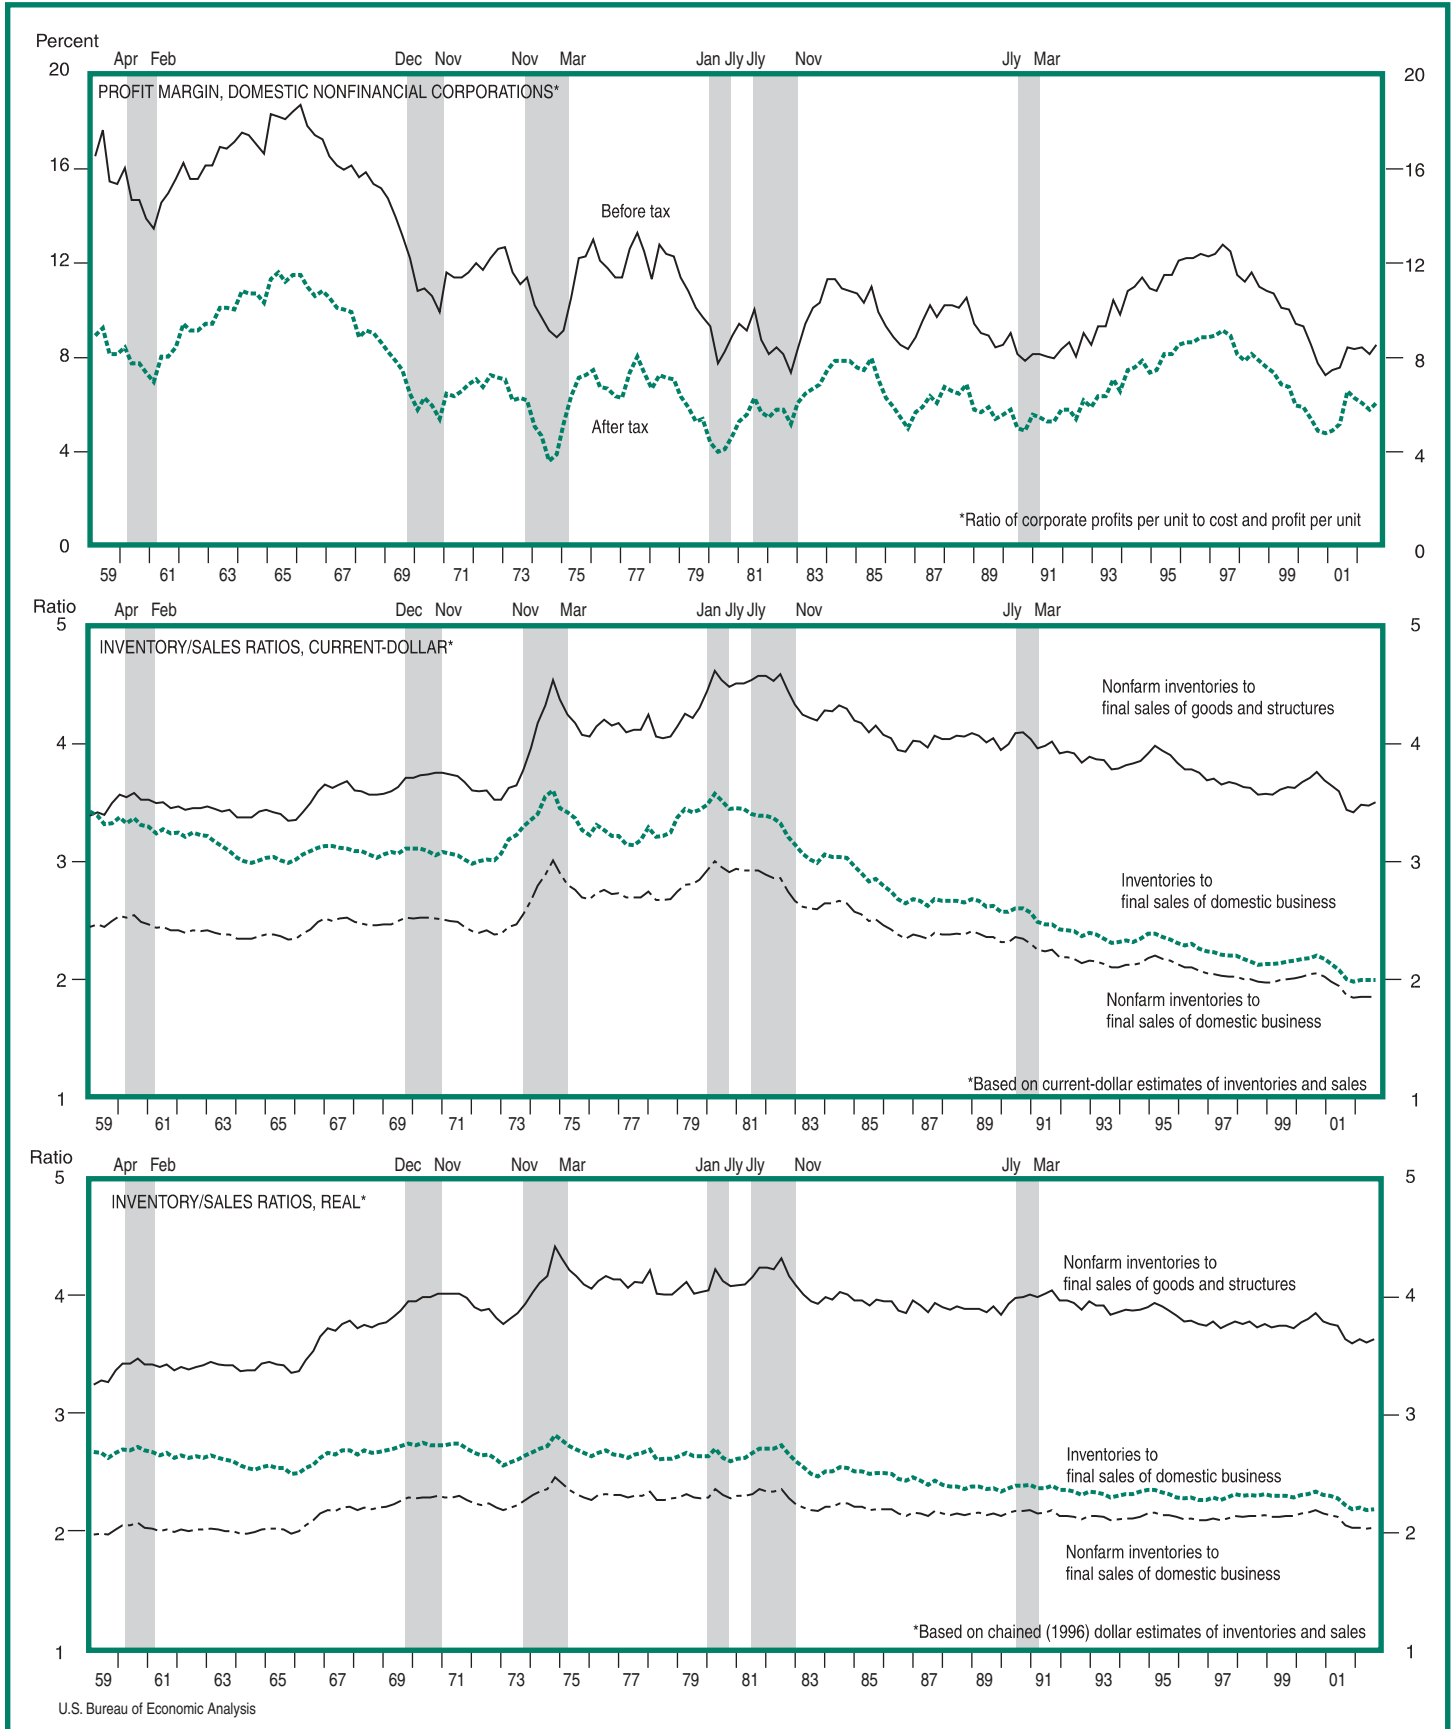 Percent
Apr Feb Dec Nov Nov Mar Jan Jly Jly Nov Jly Mar
20 20
PROFIT MARGIN, DOMESTIC NONFINANCIAL CORPORATIONS*
16 16
Before tax
12 12
8 8
After tax
4 4
*Ratio of corporate profits per unit to cost and profit per unit
0 0
59 61 63 65 67 69 71 73 75 77 79 81 83 85 87 89 91 93 95 97 99 01
Ratio
Apr Feb Dec Nov Nov Mar Jan Jly Jly Nov Jly Mar
5 5
INVENTORY/SALES RATIOS, CURRENT-DOLLAR*
Nonfarm inventories to
final sales of goods and structures
4 4
3 3
Inventories to
final sales of domestic business
2 2
Nonfarm inventories to
final sales of domestic business
*Based on current-dollar estimates of inventories and sales
1 1
59 61 63 65 67 69 71 73 75 77 79 81 83 85 87 89 91 93 95 97 99 01
Ratio
Apr Feb Dec Nov Nov Mar Jan Jly Jly Nov Jly Mar
5 5
INVENTORY/SALES RATIOS, REAL*
Nonfarm inventories to
final sales of goods and structures
4 4
3 3
Inventories to
final sales of domestic business
2 2
Nonfarm inventories to
final sales of domestic business
*Based on chained (1996) dollar estimates of inventories and sales
1 1
59 61 63 65 67 69 71 73 75 77 79 81 83 85 87 89 91 93 95 97 99 01
U.S. Bureau of Economic Analysis